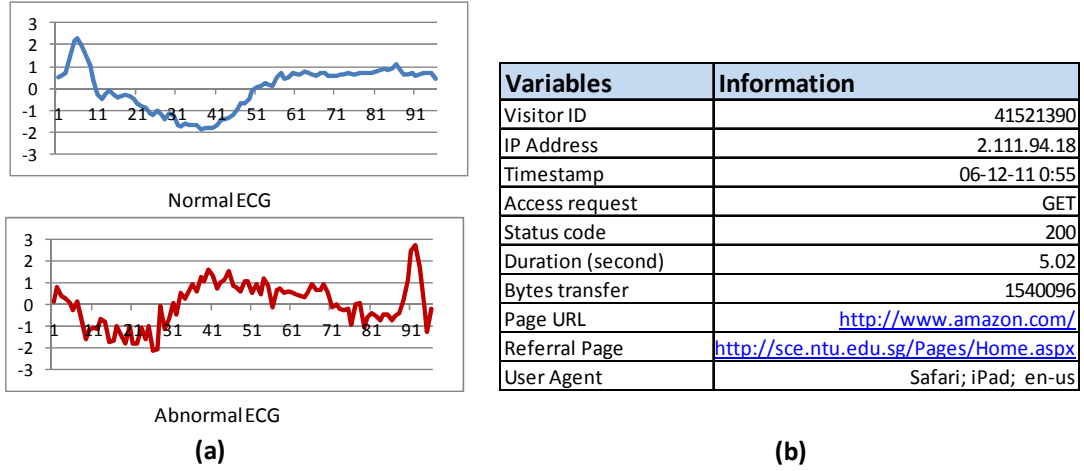 3
2
1
0
-1
-2
-3
1 11 21 31 41 51 61 71 81 91
Normal ECG
3
2
1
0
-1
-2
-3
1 11 21 31 41 51 61 71 81 91
Abnormal ECG
(a)
Variables Information
Visitor ID 41521390
IP Address 2.111.94.18
Timestamp 06-12-11 0:55
Access request GET
Status code 200
Duration (second) 5.02
Bytes transfer 1540096
Page URL http://www.amazon.com/
Referral Page http://sce.ntu.edu.sg/Pages/Home.aspx
User Agent Safari; iPad; en-us
(b)